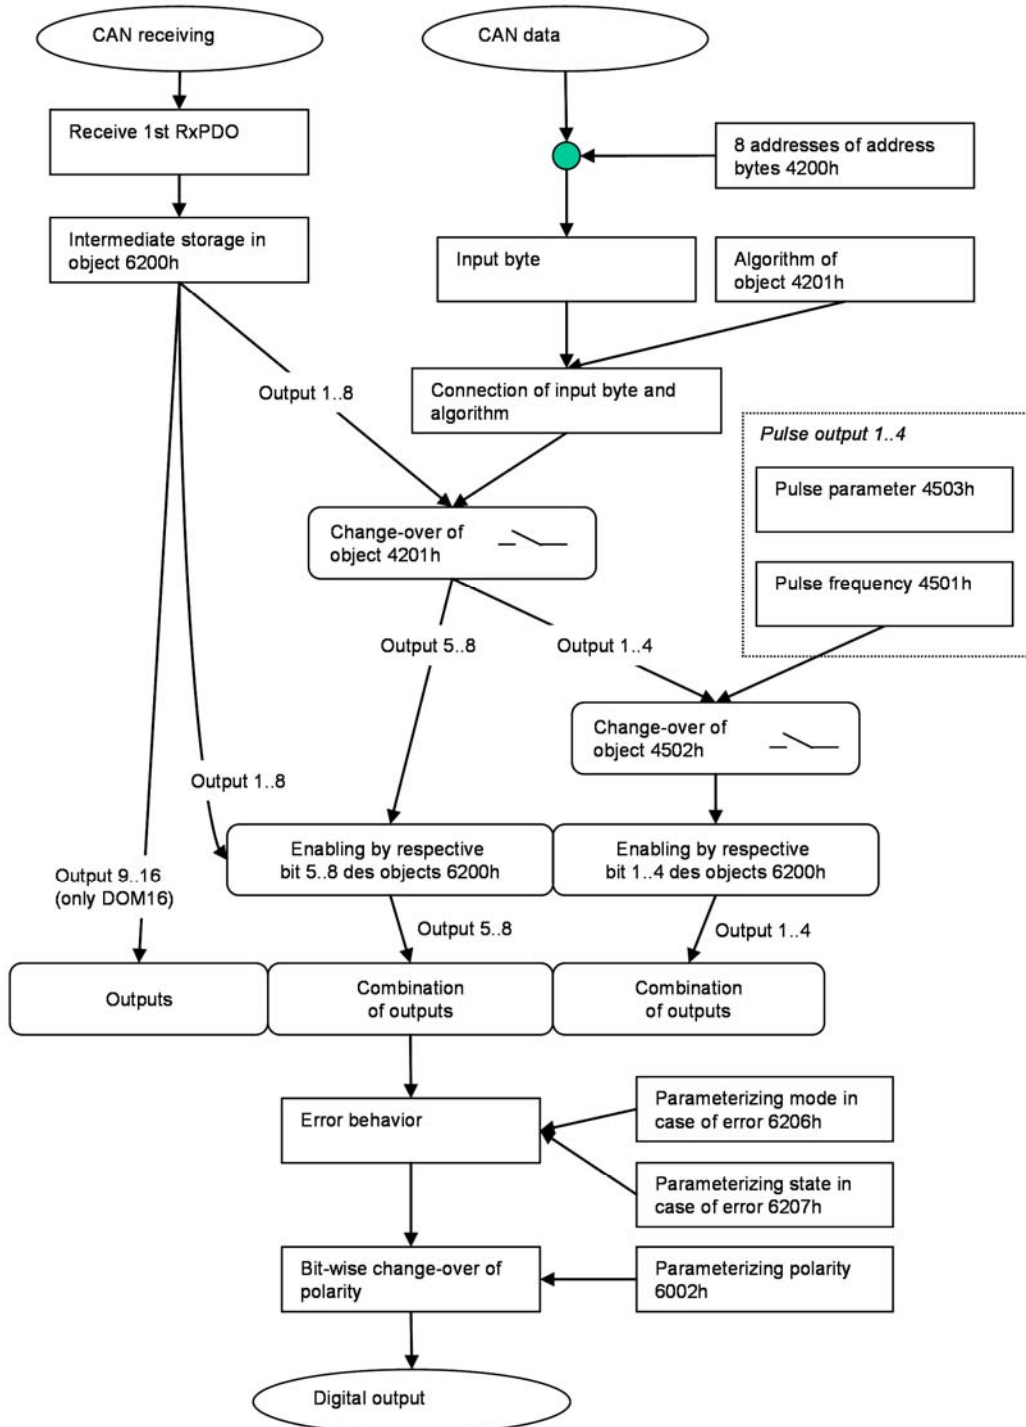 CAN receiving
CAN data
Receive 1st RxPDO
8 addresses of address
bytes 4200h
Intermediate storage in
object 6200h
Input byte
Algorithm of
object 4201h
Output 1..8
Connection of input byte and
algorithm
Pulse output 1..4
Pulse parameter 4503h
Change-over of
object 4201h
Pulse frequency 4501h
Output 5..8
Output 1..4
Change-over of
object 4502h
Output 1..8
Enabling by respective
bit 5..8 des objects 6200h
Enabling by respective
bit 1..4 des objects 6200h
Output 9..16
(only DOM16)
Output 5..8
Output 1..4
Outputs
Combination
of outputs
Combination
of outputs
Error behavior
Parameterizing mode in
case of error 6206h
Parameterizing state in
case of error 6207h
Bit-wise change-over of
polarity
Parameterizing polarity
6002h
Digital output